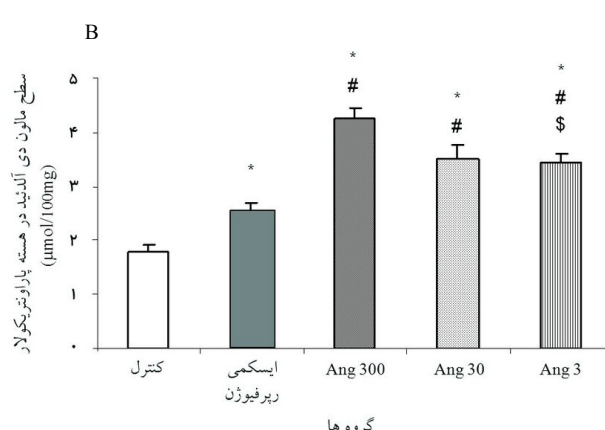 B
سطح مالون دی آلدئید در هسته پاراونتریکولار
(μmol/100mg)
۵
۴
۳
۲
۱
۰
*
*
#
*
#
*
#
$
کنترل
ایسکمی
رپرفیوژن
Ang 300
Ang 30
Ang 3
گروه ها